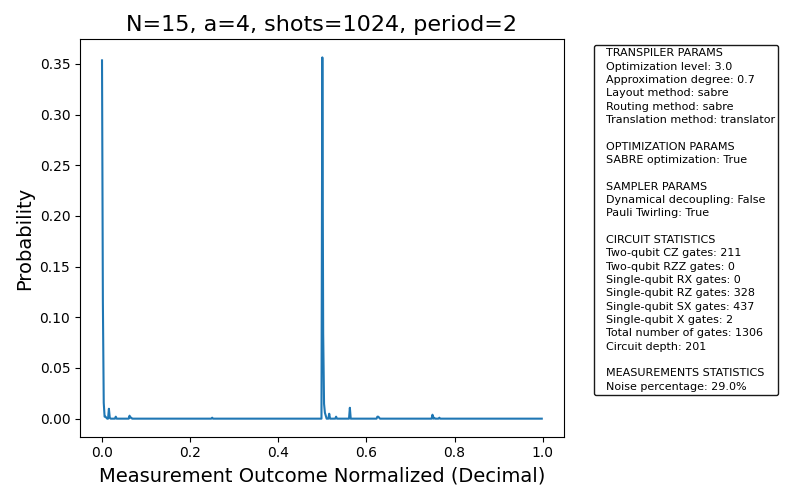 N=15, a=4, shots=1024, period=2
Probability
0.35
0.30
0.25
0.20
0.15
0.10
0.05
0.00
0.0 0.2 0.4 0.6 0.8 1.0
Measurement Outcome Normalized (Decimal)
TRANSPILER PARAMS
Optimization level: 3.0
Approximation degree: 0.7
Layout method: sabre
Routing method: sabre
Translation method: translator
OPTIMIZATION PARAMS
SABRE optimization: True
SAMPLER PARAMS
Dynamical decoupling: False
Pauli Twirling: True
CIRCUIT STATISTICS
Two-qubit CZ gates: 211
Two-qubit RZZ gates: 0
Single-qubit RX gates: 0
Single-qubit RZ gates: 328
Single-qubit SX gates: 437
Single-qubit X gates: 2
Total number of gates: 1306
Circuit depth: 201
MEASUREMENTS STATISTICS
Noise percentage: 29.0%